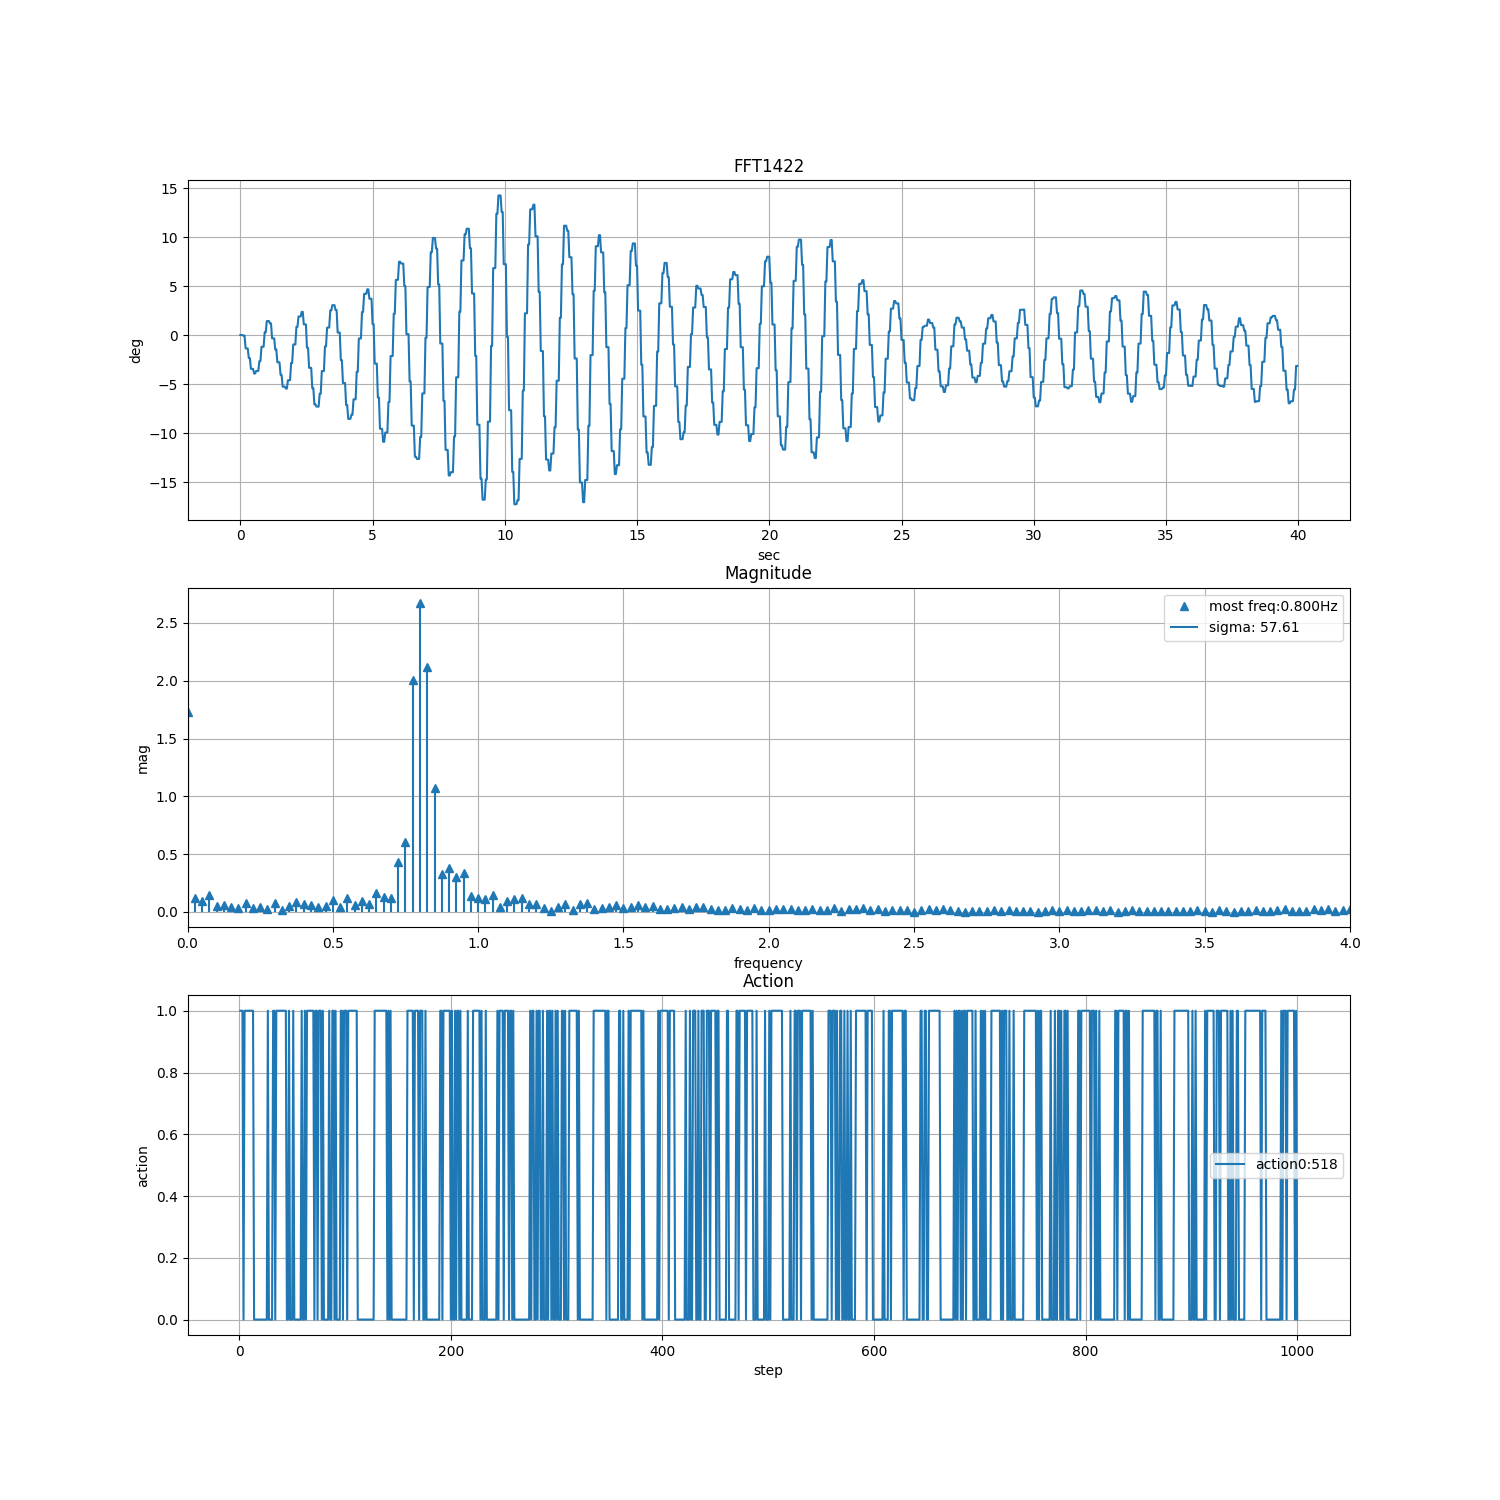 FFT1422
15
10
5
0
−5
−10
−15
deg
0 5 10 15 20 25 30 35 40
sec
Magnitude
most freq:0.800Hz
sigma: 57.61
2.5
2.0
1.5
1.0
0.5
0.0
mag
0.0 0.5 1.0 1.5 2.0 2.5 3.0 3.5 4.0
frequency
Action
1.0
0.8
0.6
0.4
0.2
0.0
action
action0:518
0 200 400 600 800 1000
step